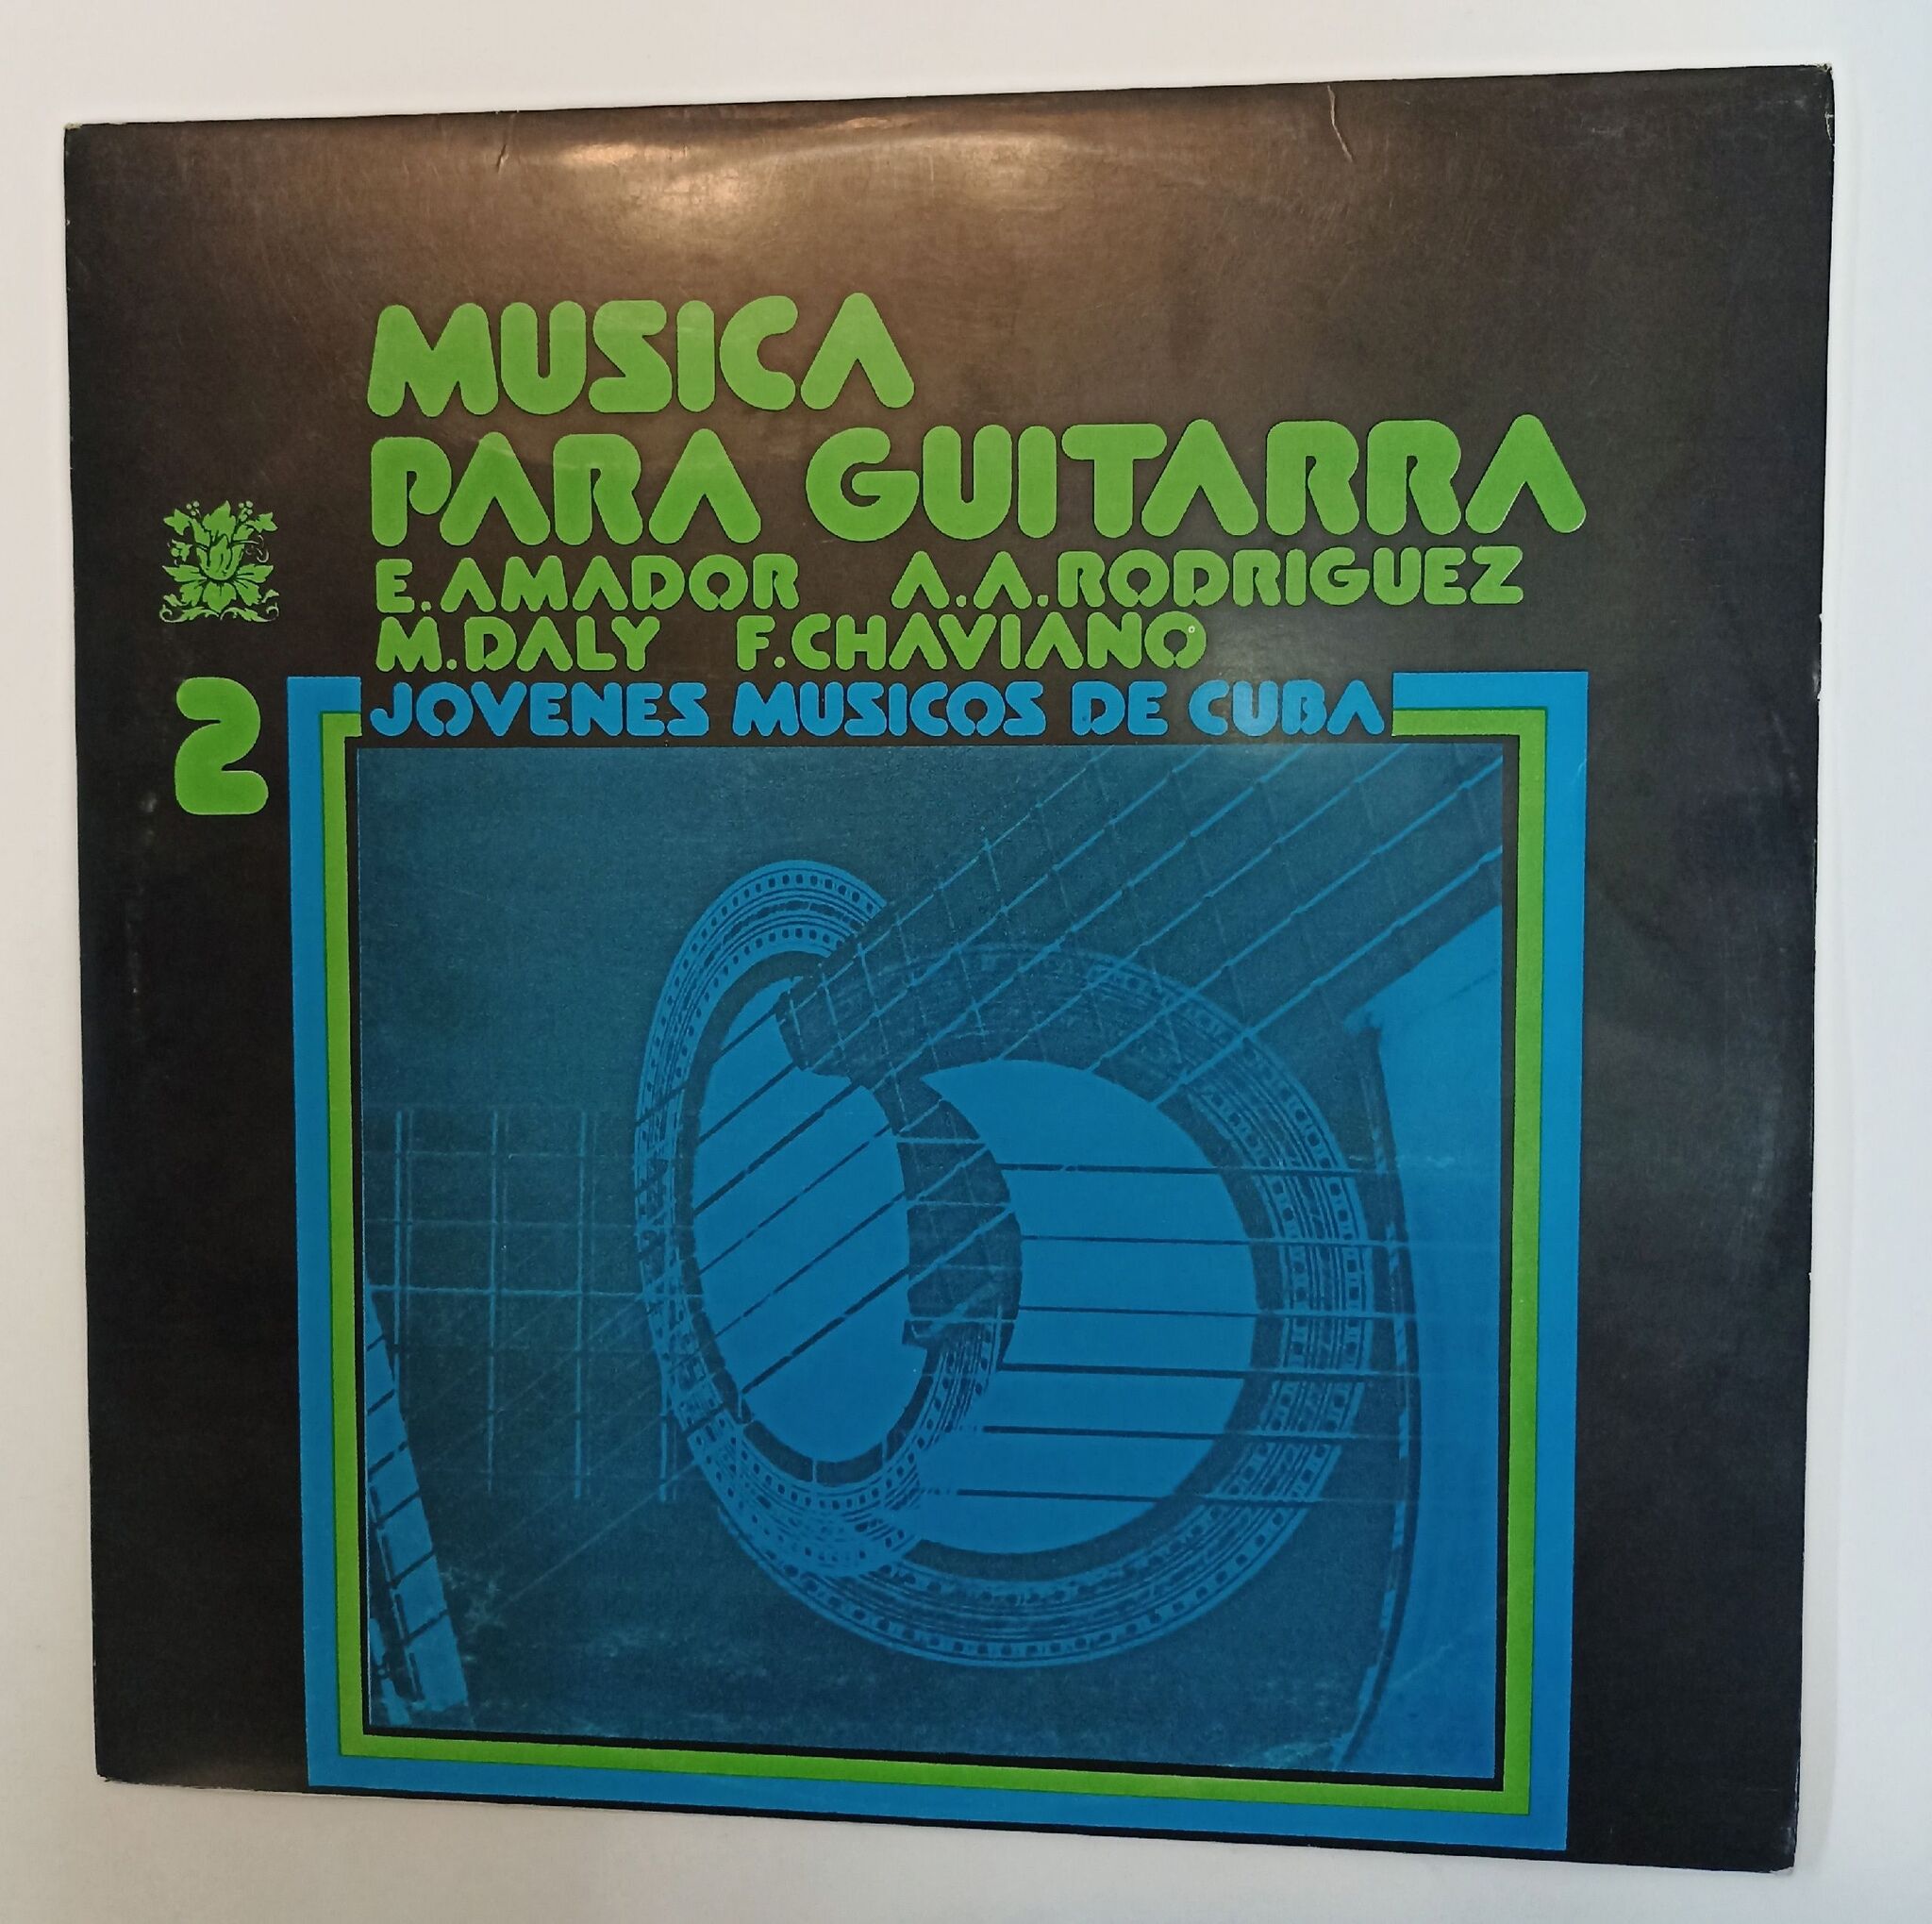 MUSICA
PARA GUITARRA
E. AMADOR A.A. RODRIGUEZ
M. DALY F. CHAVIANO
2
JOVENES MUSICOS DE CUBA